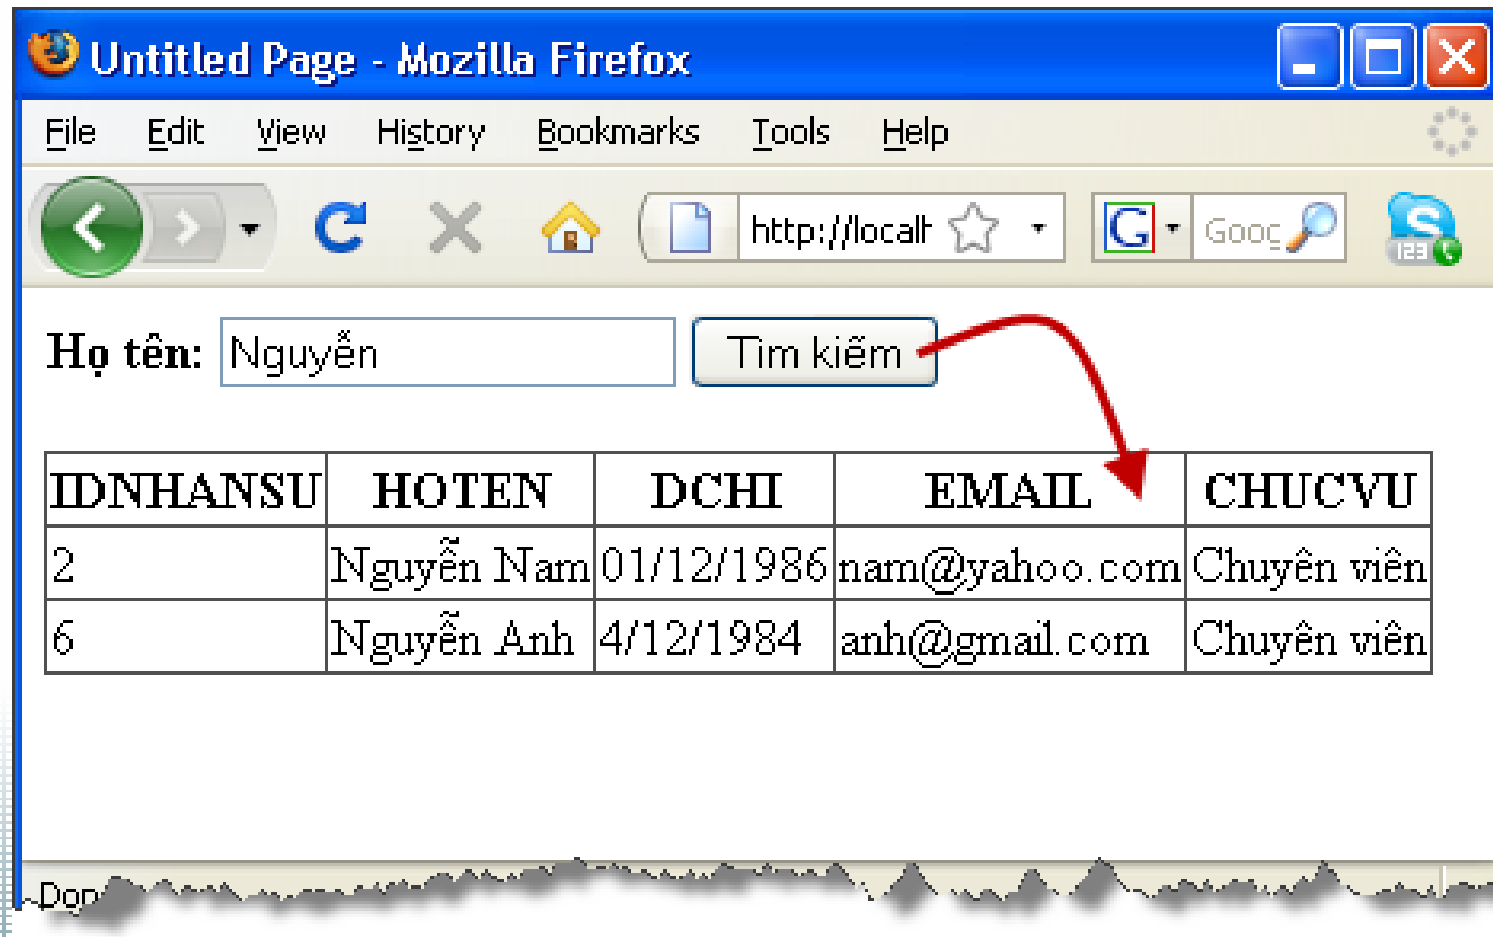 Untitled Page - Mozilla Firefox
File Edit View History Bookmarks Tools Help
http://localh Goog
123
Họ tên: Nguyễn Tìm kiếm
IDNHANSU HOTEN DCHI EMAIL CHUCVU
2 Nguyễn Nam 01/12/1986 nam@yahoo.com Chuyên viên
6 Nguyễn Anh 4/12/1984 anh@gmail.com Chuyên viên